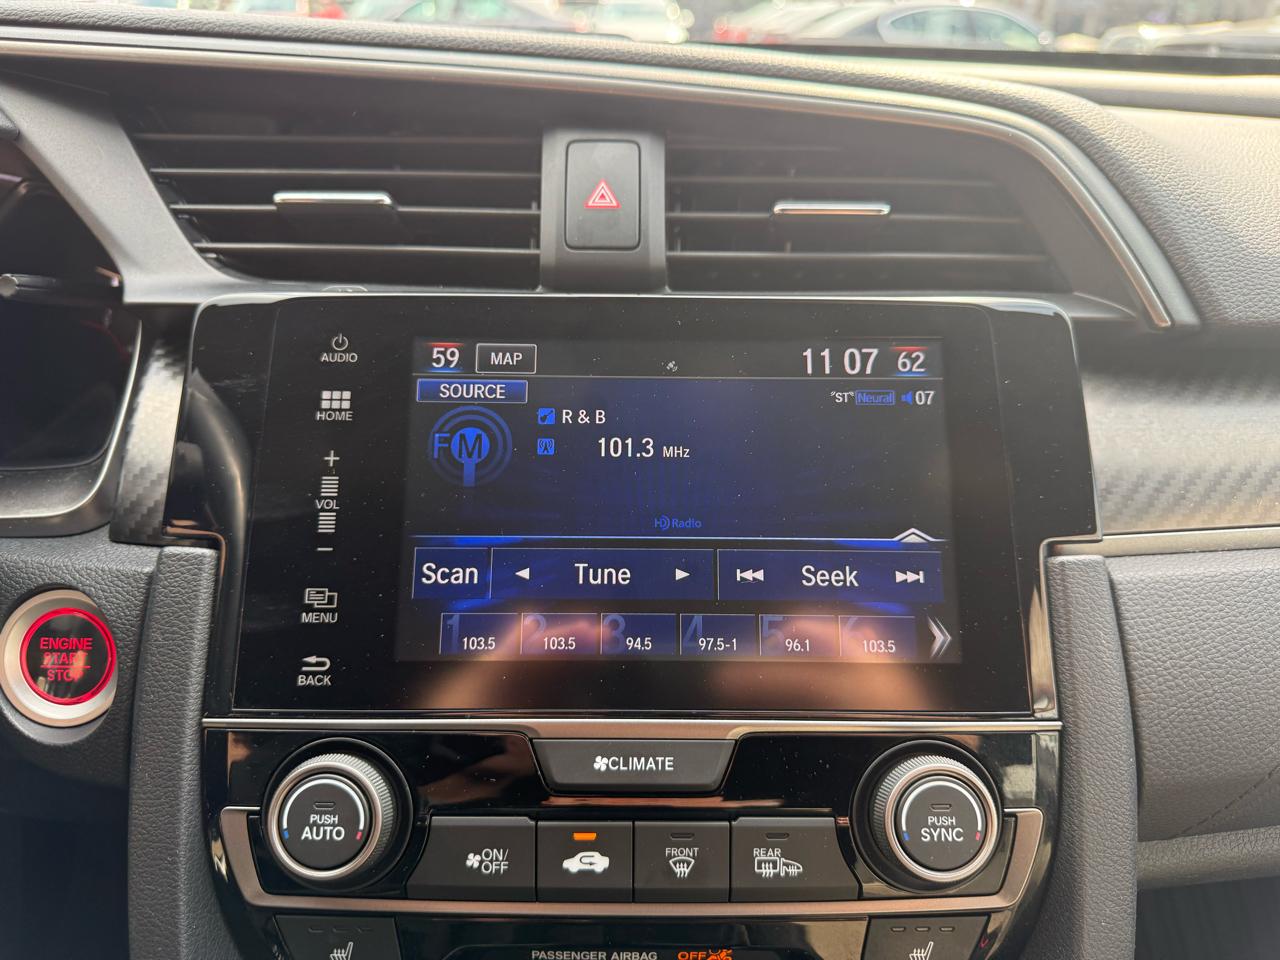 AUDIO
HOME
+
VOL
−
MENU
BACK
59 MAP 11 07 62
SOURCE "ST" Neural 07
FM R & B
101.3 MHz
HD Radio
Scan Tune Seek
1 2 3 4 5 6
103.5 103.5 94.5 97.5-1 96.1 103.5
ENGINE
START
STOP
CLIMATE
PUSH
AUTO
ON/
OFF
FRONT
REAR
PUSH
SYNC
PASSENGER AIRBAG OFF